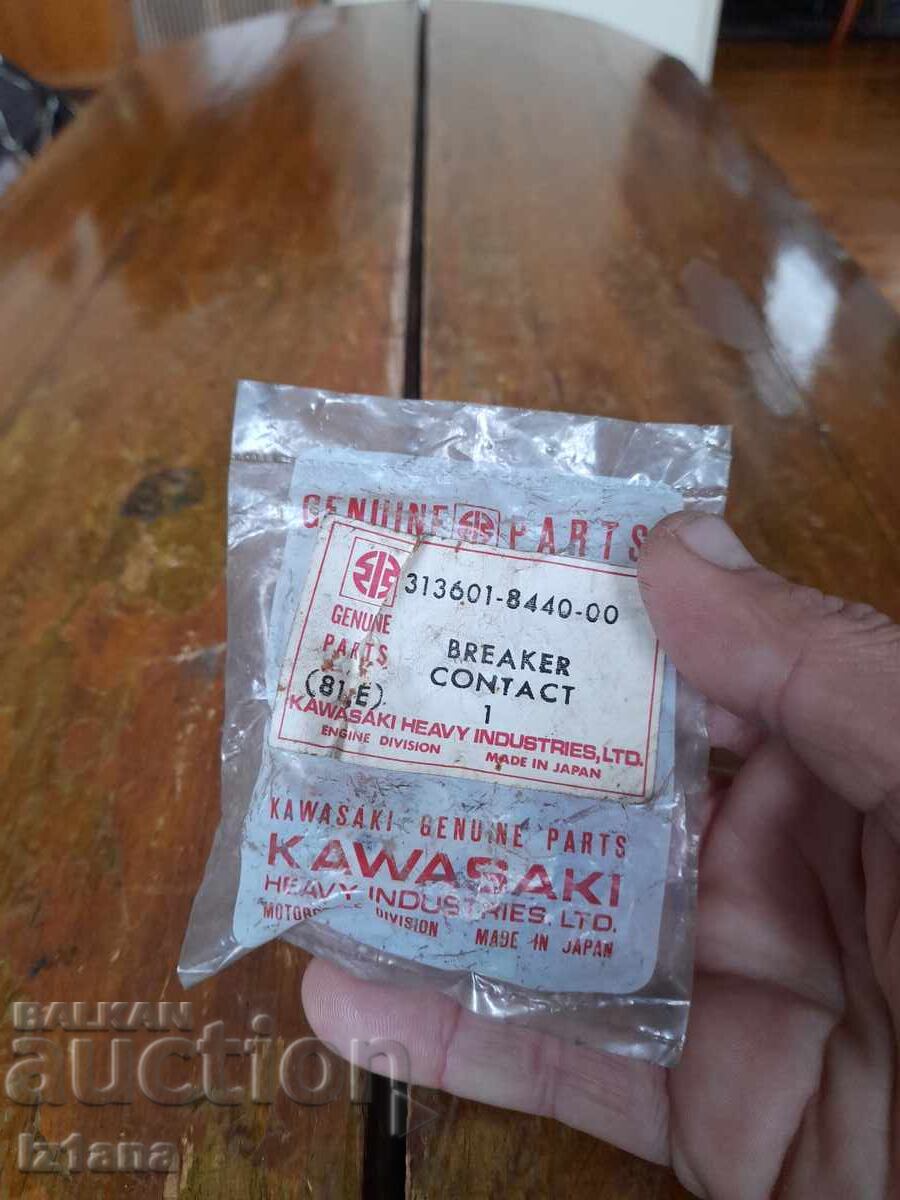 GENUINE PARTS
313601-8440-00
GENUINE
PARTS
BREAKER
CONTACT
(81.E)
1
KAWASAKI HEAVY INDUSTRIES, LTD.
ENGINE DIVISION MADE IN JAPAN
KAWASAKI GENUINE PARTS
KAWASAKI
HEAVY INDUSTRIES. LTD.
DIVISION MADE IN JAPAN
BALKAN
auction
Iz1ana